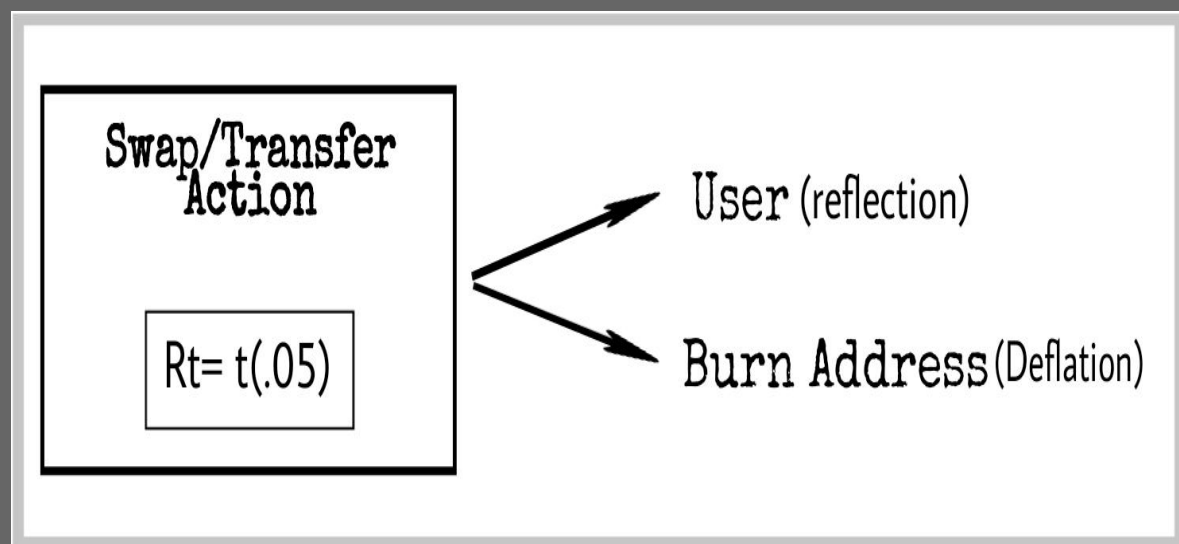 Swap/Transfer
Action
Rt= t(.05)
User (reflection)
Burn Address (Deflation)